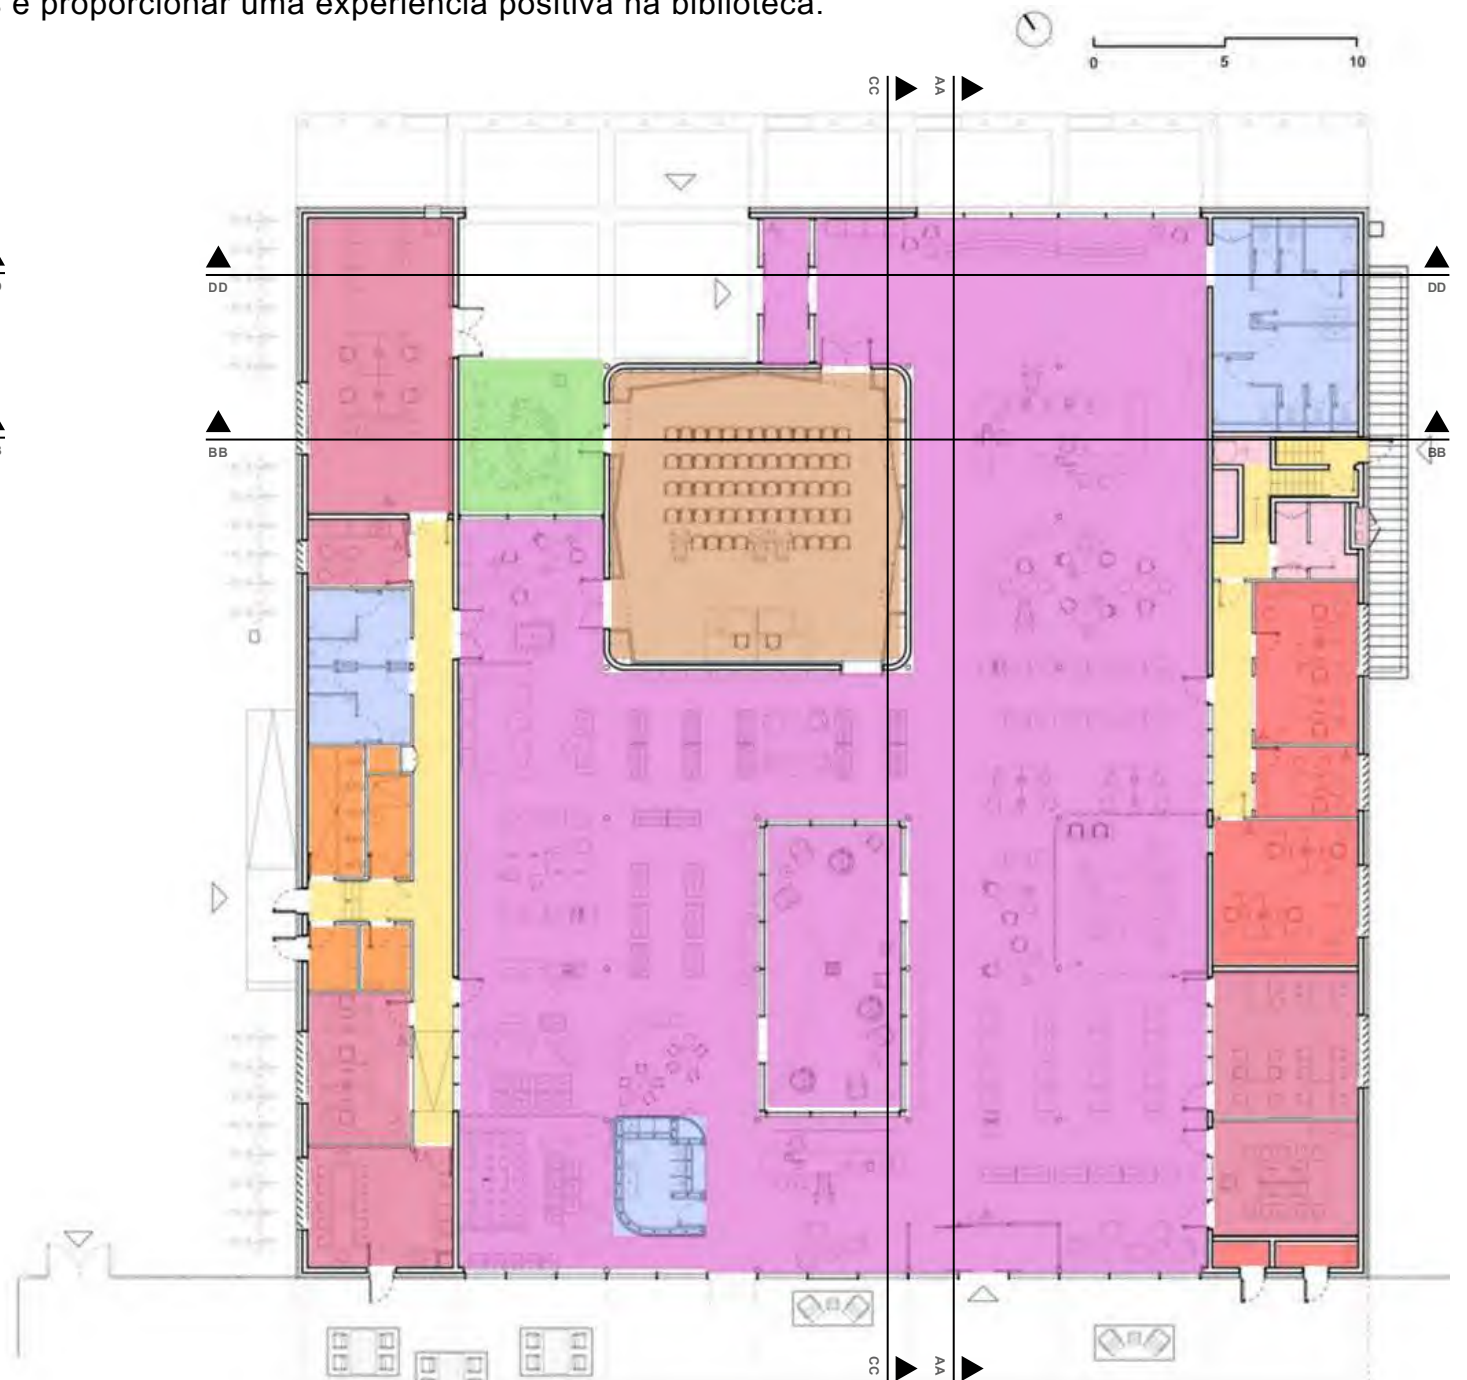 e proporcionar uma experiência positiva na biblioteca.
0 5 10
CC AA
DD DD
BB BB
CC AA